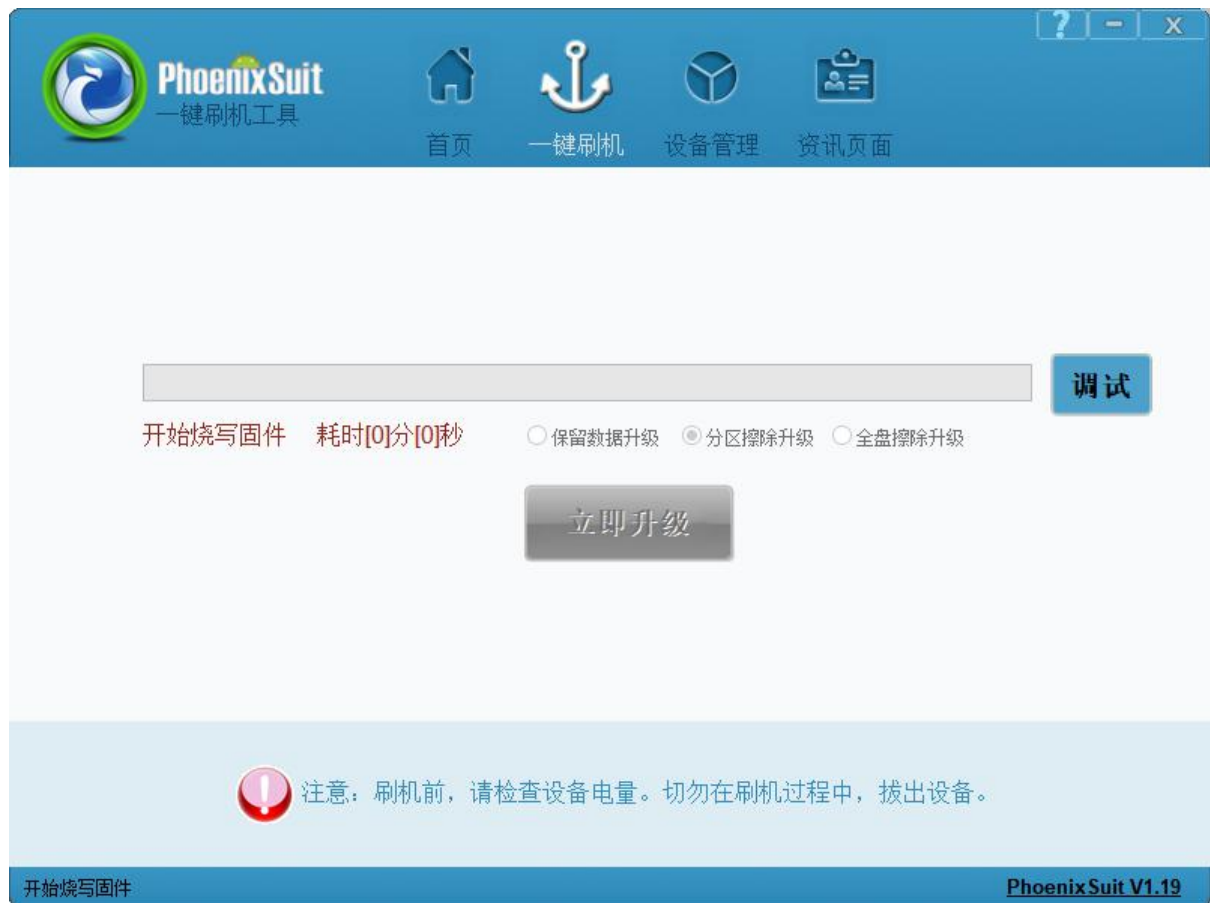 ? - X
PhoenixSuit
一键刷机工具
首页 一键刷机 设备管理 资讯页面
调试
开始烧写固件 耗时[0]分[0]秒 保留数据升级 分区擦除升级 全盘擦除升级
立即升级
注意：刷机前，请检查设备电量。切勿在刷机过程中，拔出设备。
开始烧写固件 PhoenixSuit V1.19